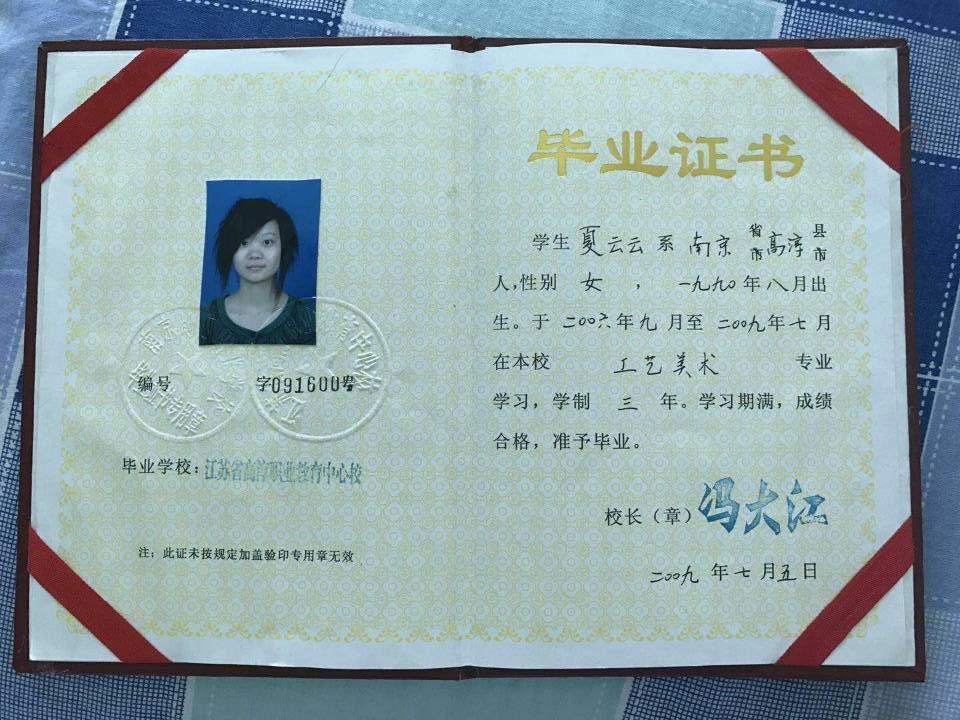 编号 字091600号
毕业学校：江苏省高淳职业教育中心校
注：此证未按规定加盖验印专用章无效
毕业证书
学生 夏云云 系 南京 省市 高淳 县市
人,性别 女 ，一九九〇年八月出
生。于 二〇〇六年九月至 二〇〇九年七月
在本校 工艺美术 专业
学习，学制 三 年。学习期满，成绩
合格，准予毕业。
校长（章）冯大江
二〇〇九 年七月五日